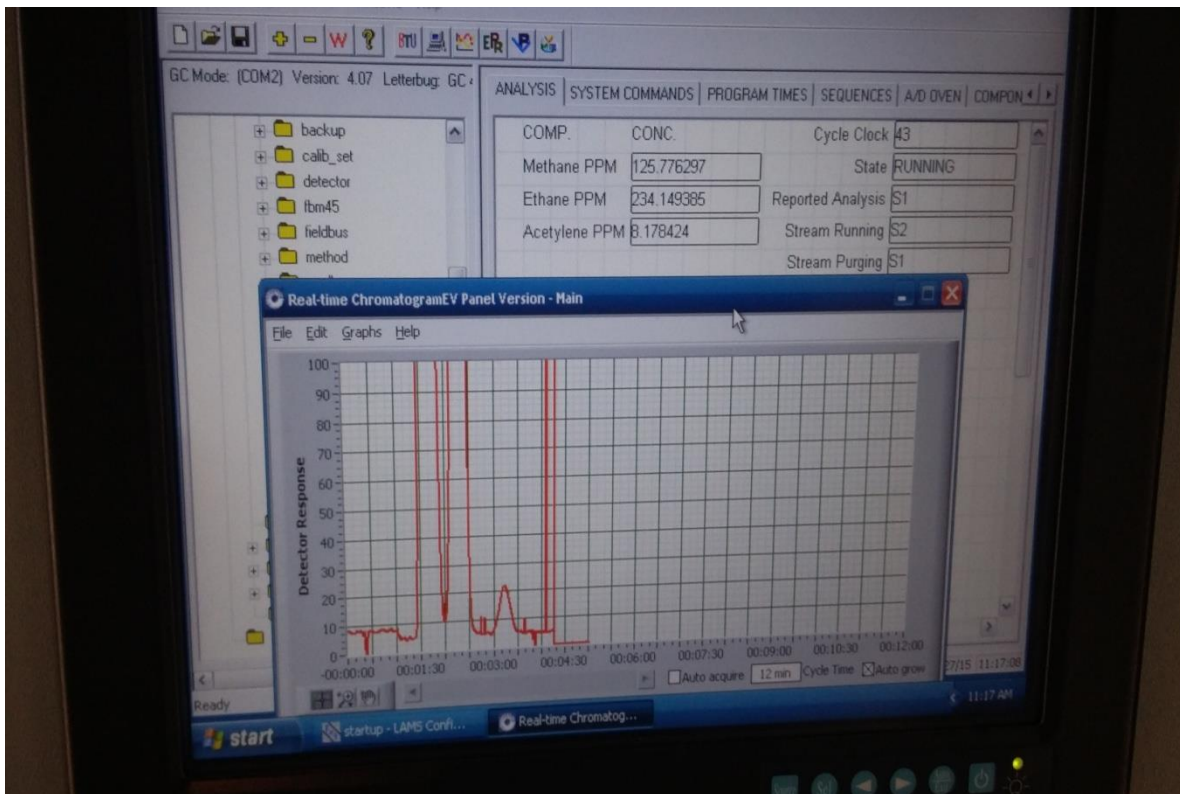 BTU
GC Mode: (COM2) Version: 4.07 Letterbug: GC
ANALYSIS SYSTEM COMMANDS PROGRAM TIMES SEQUENCES A/D OVEN COMPON
backup
calib_set
detector
fbm45
fieldbus
method
COMP. CONC. Cycle Clock 43
Methane PPM 125.776297 State RUNNING
Ethane PPM 234.149385 Reported Analysis S1
Acetylene PPM 8.178424 Stream Running S2
Stream Purging S1
Real-time ChromatogramEV Panel Version - Main
File Edit Graphs Help
Detector Response
100
90
80
70
60
50
40
30
20
10
0
-00:00:00 00:01:30 00:03:00 00:04:30 00:06:00 00:07:30 00:09:00 00:10:30 00:12:00
Auto acquire 12 min Cycle Time Auto grow
7/15 11:17:08
Ready
start startup - LAMS Confi... Real-time Chromatog... 11:17 AM